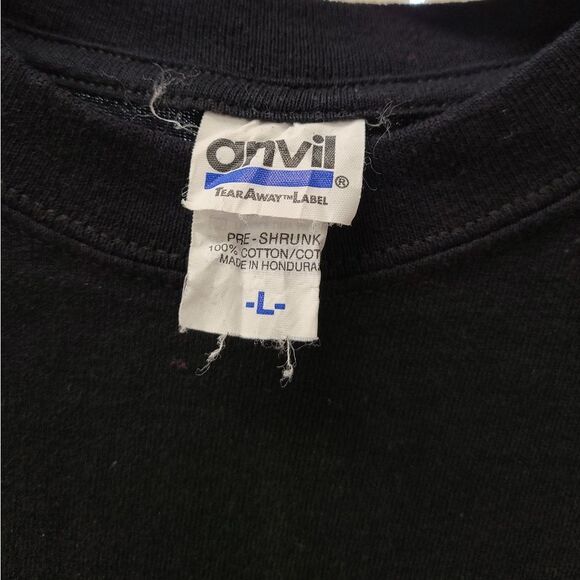 anvil®
TEARAWAY™LABEL
PRE-SHRUNK
100% COTTON/COT
MADE IN HONDURA
-L-